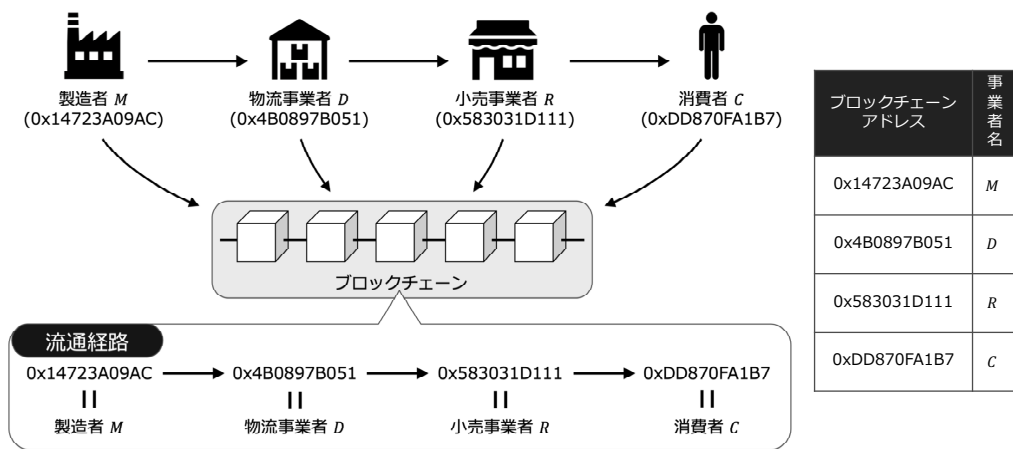 製造者 M
(0x14723A09AC)
物流事業者 D
(0x4B0897B051)
小売事業者 R
(0x583031D111)
消費者 C
(0xDD870FA1B7)
ブロックチェーン
流通経路
0x14723A09AC
0x4B0897B051
0x583031D111
0xDD870FA1B7
製造者 M
物流事業者 D
小売事業者 R
消費者 C
ブロックチェーン
アドレス
事業者名
0x14723A09AC M
0x4B0897B051 D
0x583031D111 R
0xDD870FA1B7 C